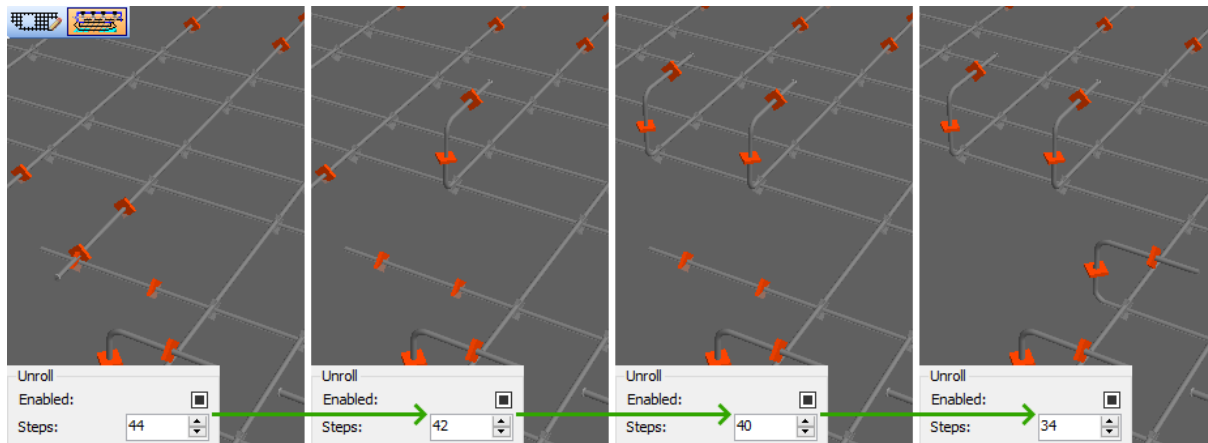 Unroll
Enabled:
Steps: 44
Unroll
Enabled:
Steps: 42
Unroll
Enabled:
Steps: 40
Unroll
Enabled:
Steps: 34